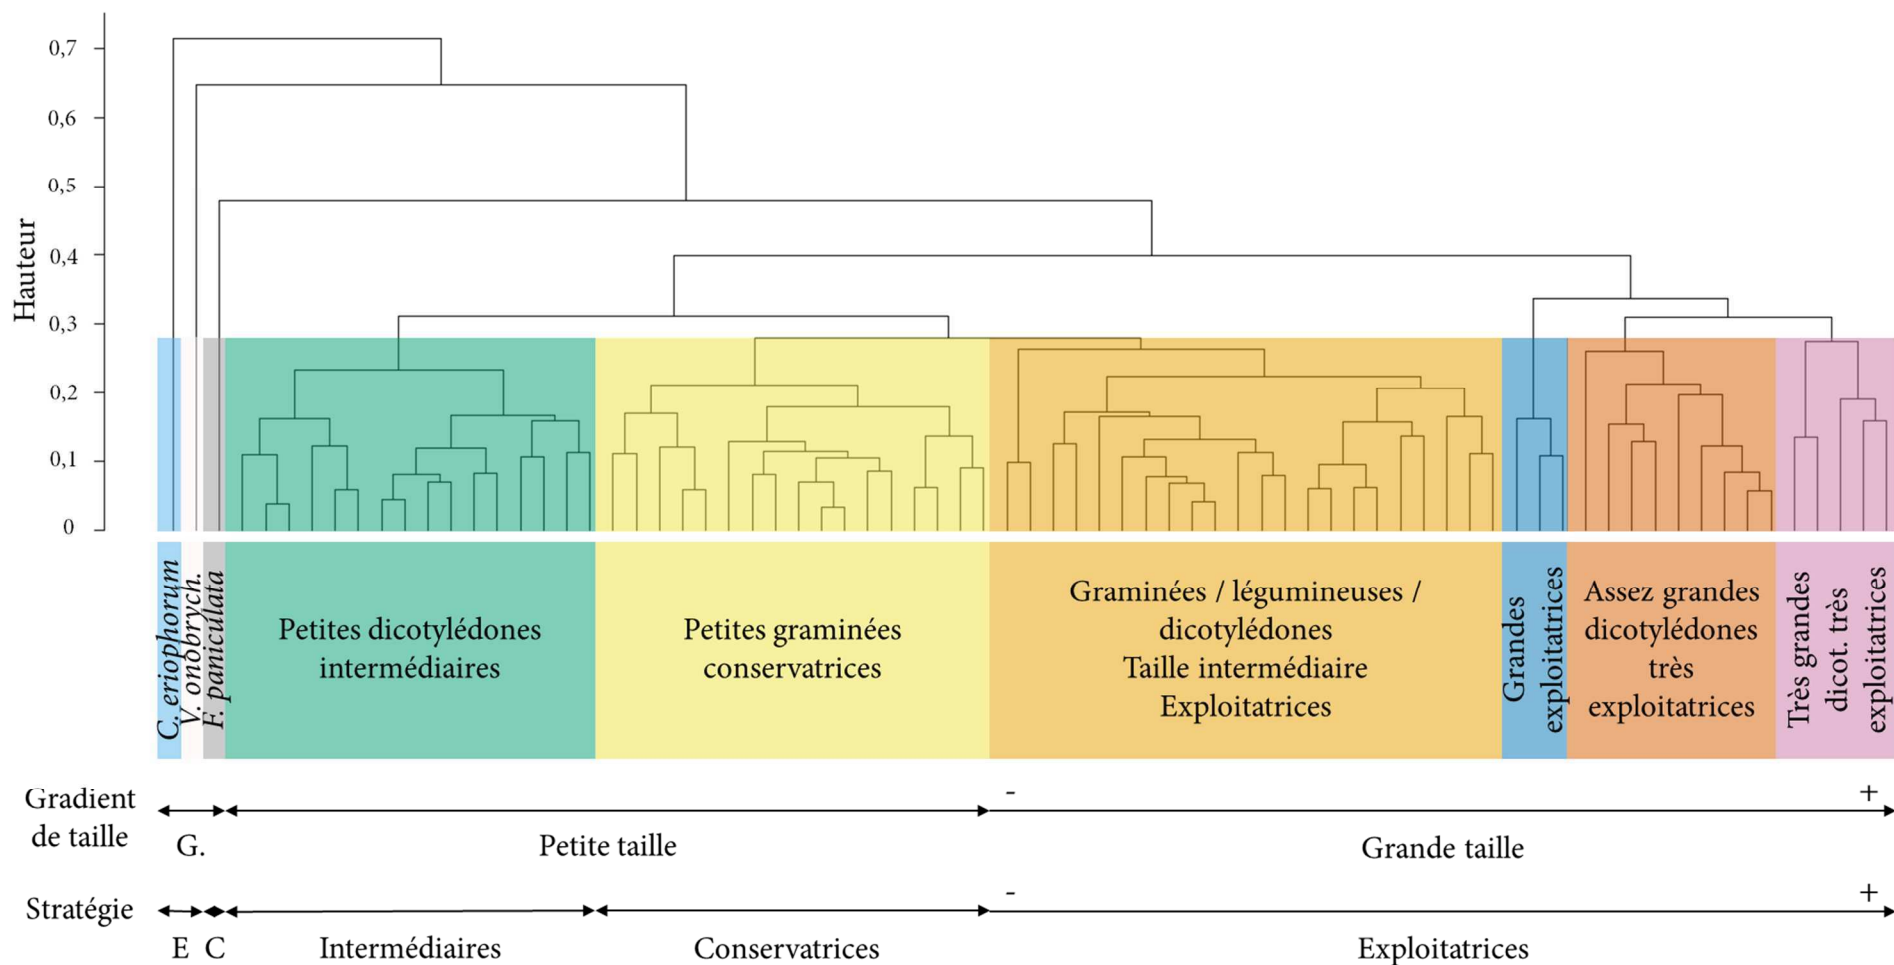 Hauteur
0,7
0,6
0,5
0,4
0,3
0,2
0,1
0
C. eriophorum
V. onobrych.
F. paniculata
Petites dicotylédones
intermédiaires
Petites graminées
conservatrices
Graminées / légumineuses /
dicotylédones
Taille intermédiaire
Exploitatrices
Grandes
exploitatrices
Assez grandes
dicotylédones
très
exploitatrices
Très grandes
dicot. très
exploitatrices
Gradient
de taille
G.
Petite taille
- +
Grande taille
Stratégie
E C
Intermédiaires
Conservatrices
- +
Exploitatrices